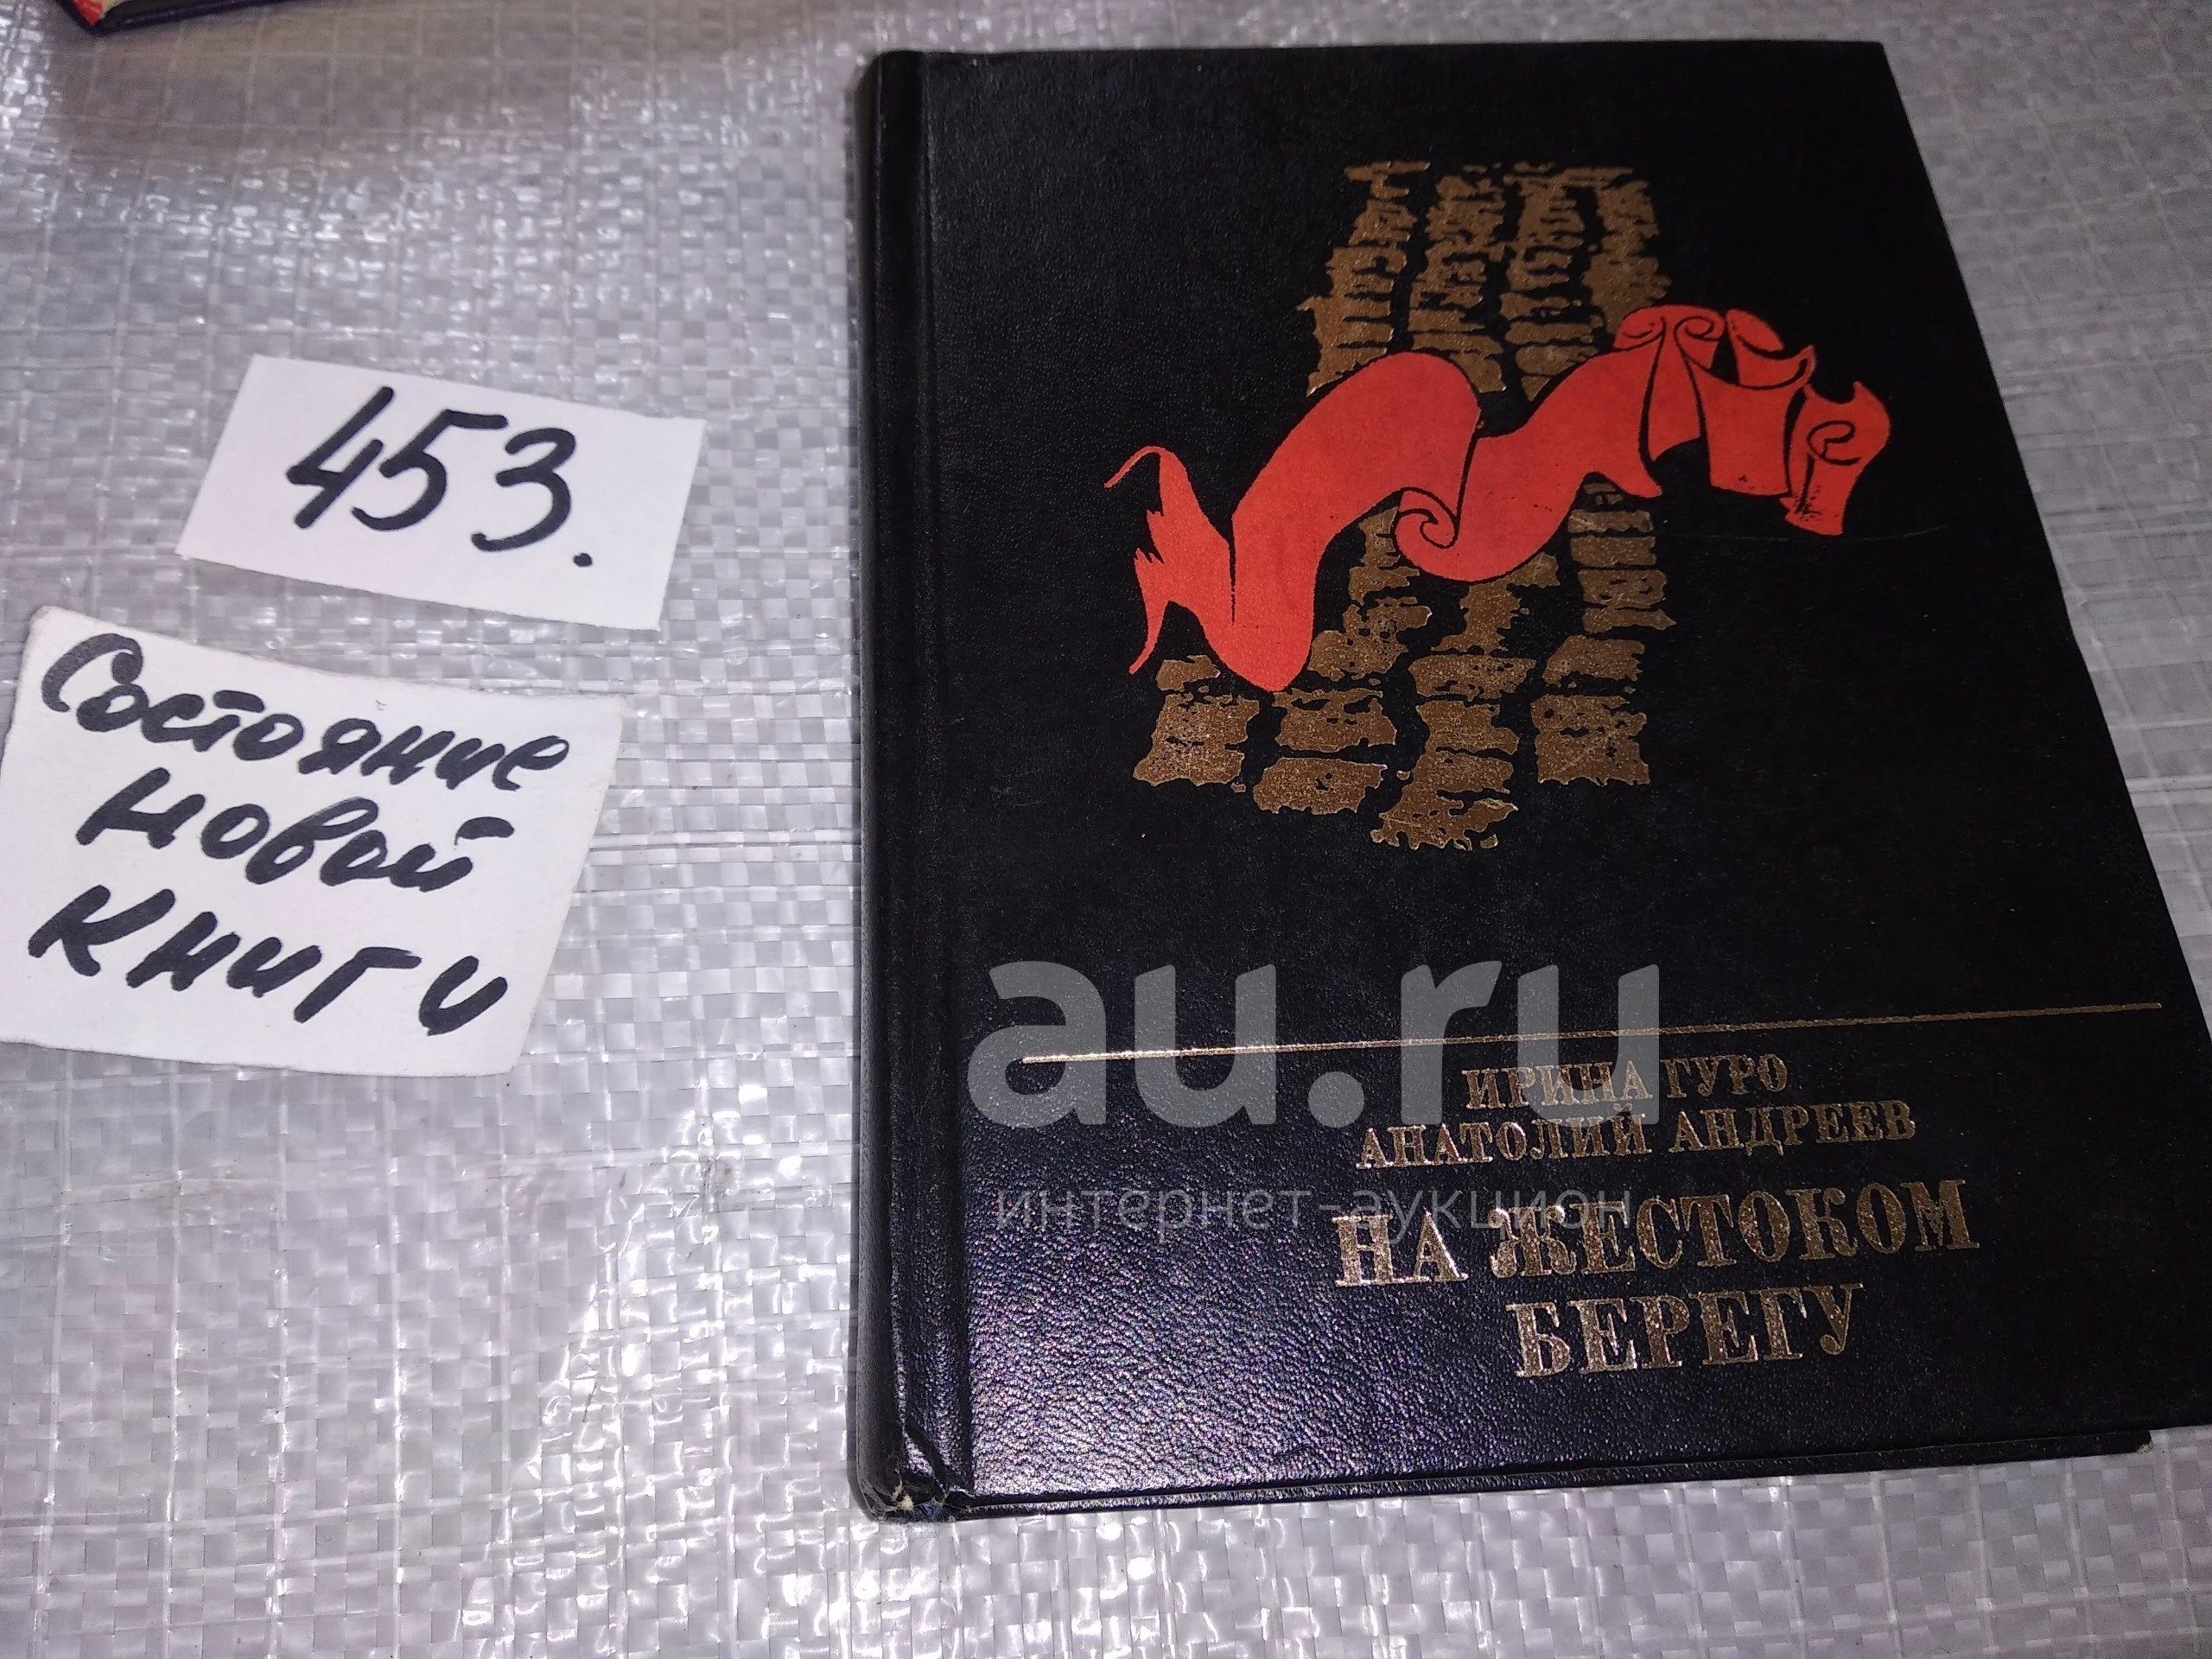 453.
Состояние
новой
книги
ИРИНА ГУРО
АНАТОЛИЙ АНДРЕЕВ
НА ЖЕСТОКОМ
БЕРЕГУ
au.ru
интернет-аукцион